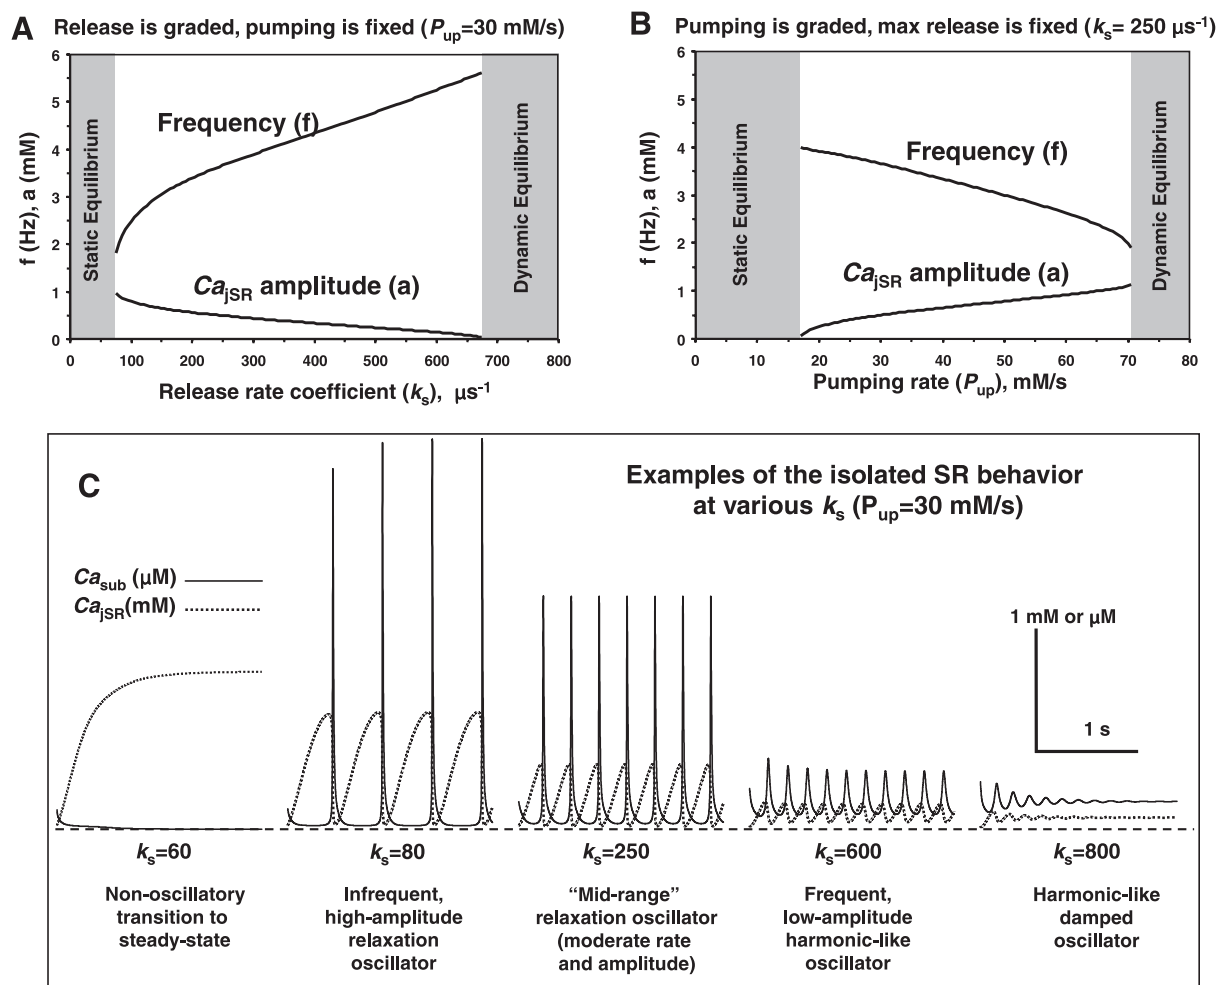 A Release is graded, pumping is fixed (Pup=30 mM/s)
f (Hz), a (mM)
6
5
4
3
2
1
0
Static Equilibrium
Frequency (f)
CajSR amplitude (a)
Dynamic Equilibrium
0 100 200 300 400 500 600 700 800
Release rate coefficient (ks), μs-1
B Pumping is graded, max release is fixed (ks= 250 μs-1)
f (Hz), a (mM)
6
5
4
3
2
1
0
Static Equilibrium
Frequency (f)
CajSR amplitude (a)
Dynamic Equilibrium
0 10 20 30 40 50 60 70 80
Pumping rate (Pup), mM/s
C
Examples of the isolated SR behavior
at various ks (Pup=30 mM/s)
Casub (μM)
CajSR(mM)
1 mM or μM
1 s
ks=60
Non-oscillatory
transition to
steady-state
ks=80
Infrequent,
high-amplitude
relaxation
oscillator
ks=250
“Mid-range”
relaxation oscillator
(moderate rate
and amplitude)
ks=600
Frequent,
low-amplitude
harmonic-like
oscillator
ks=800
Harmonic-like
damped
oscillator